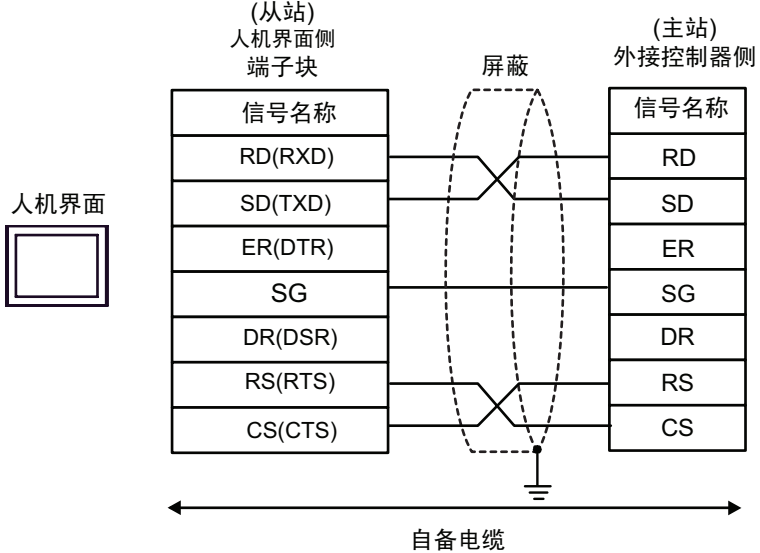 (从站)
人机界面侧
端子块
屏蔽
(主站)
外接控制器侧
人机界面
信号名称
RD(RXD)
SD(TXD)
ER(DTR)
SG
DR(DSR)
RS(RTS)
CS(CTS)
信号名称
RD
SD
ER
SG
DR
RS
CS
自备电缆